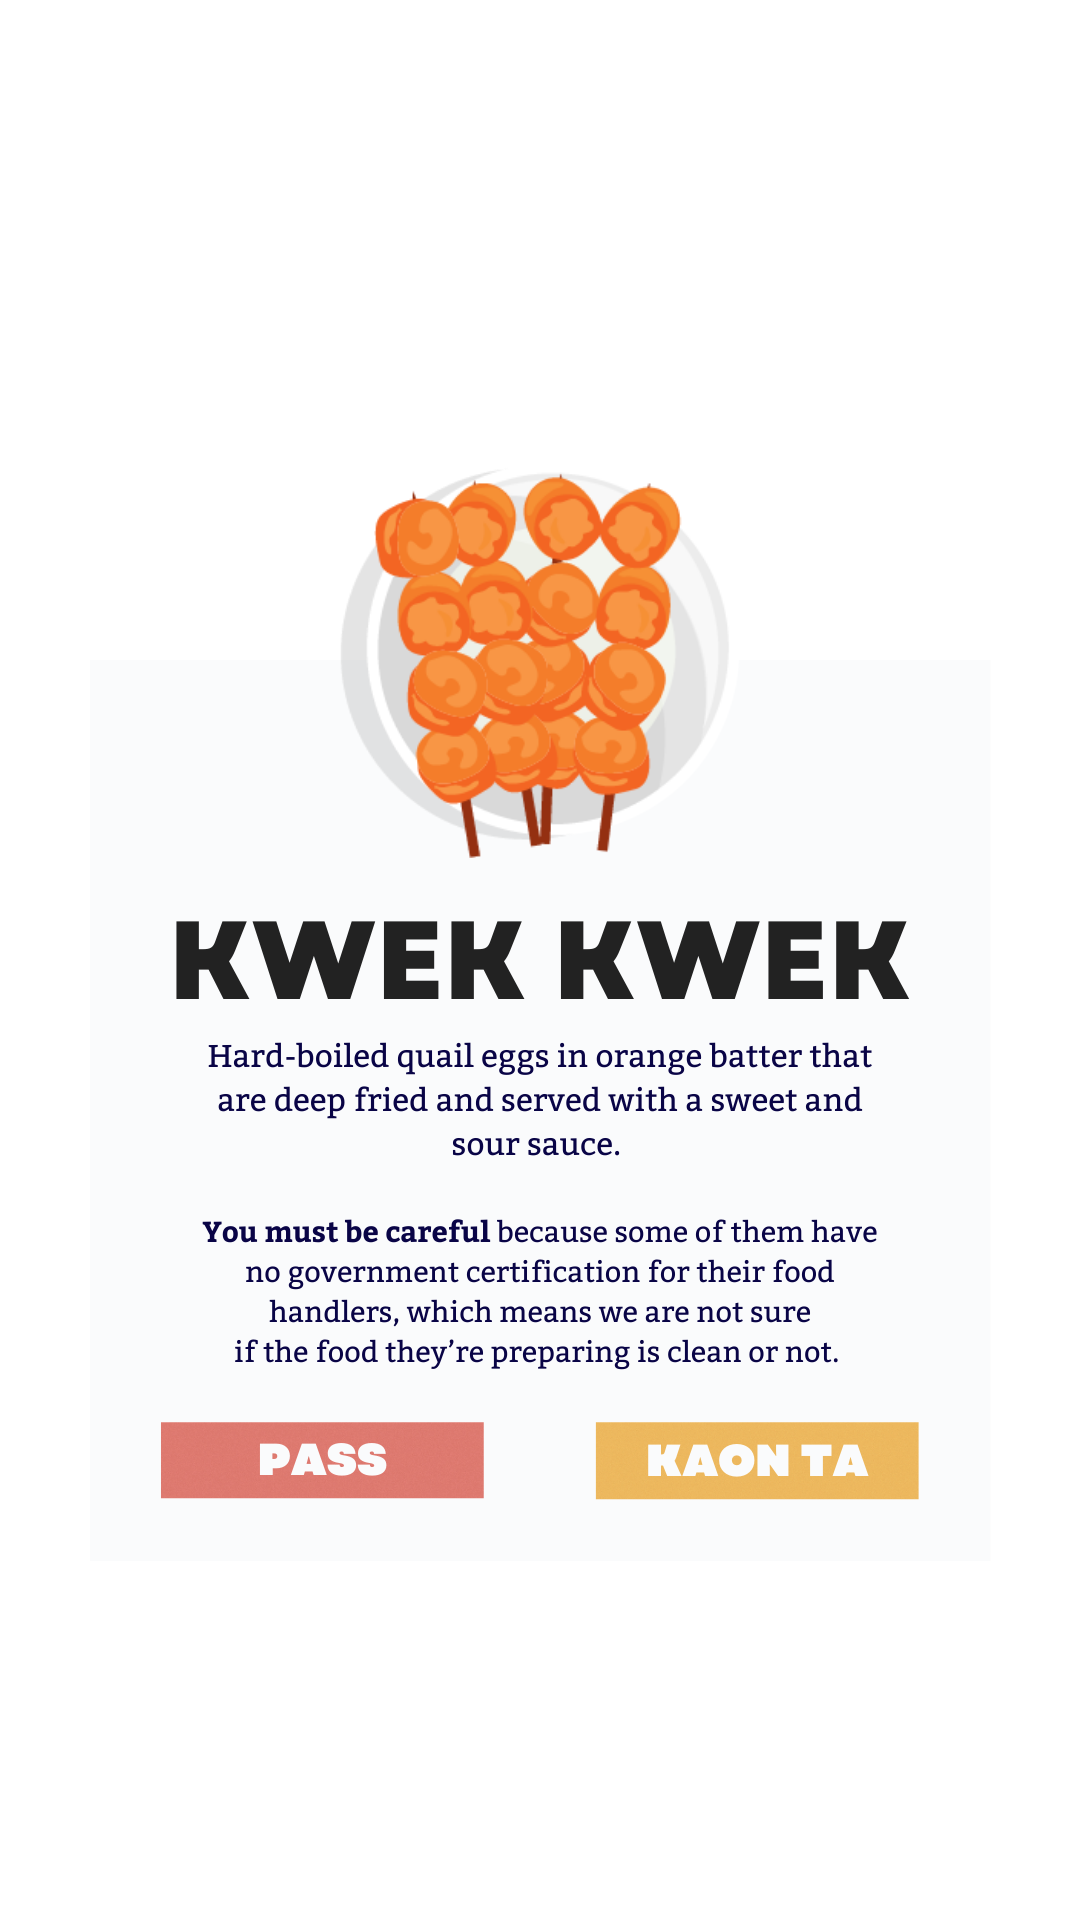 KWEK KWEK
Hard-boiled quail eggs in orange batter that
are deep fried and served with a sweet and
sour sauce.
You must be careful because some of them have
no government certification for their food
handlers, which means we are not sure
if the food they’re preparing is clean or not.
PASS
KAON TA